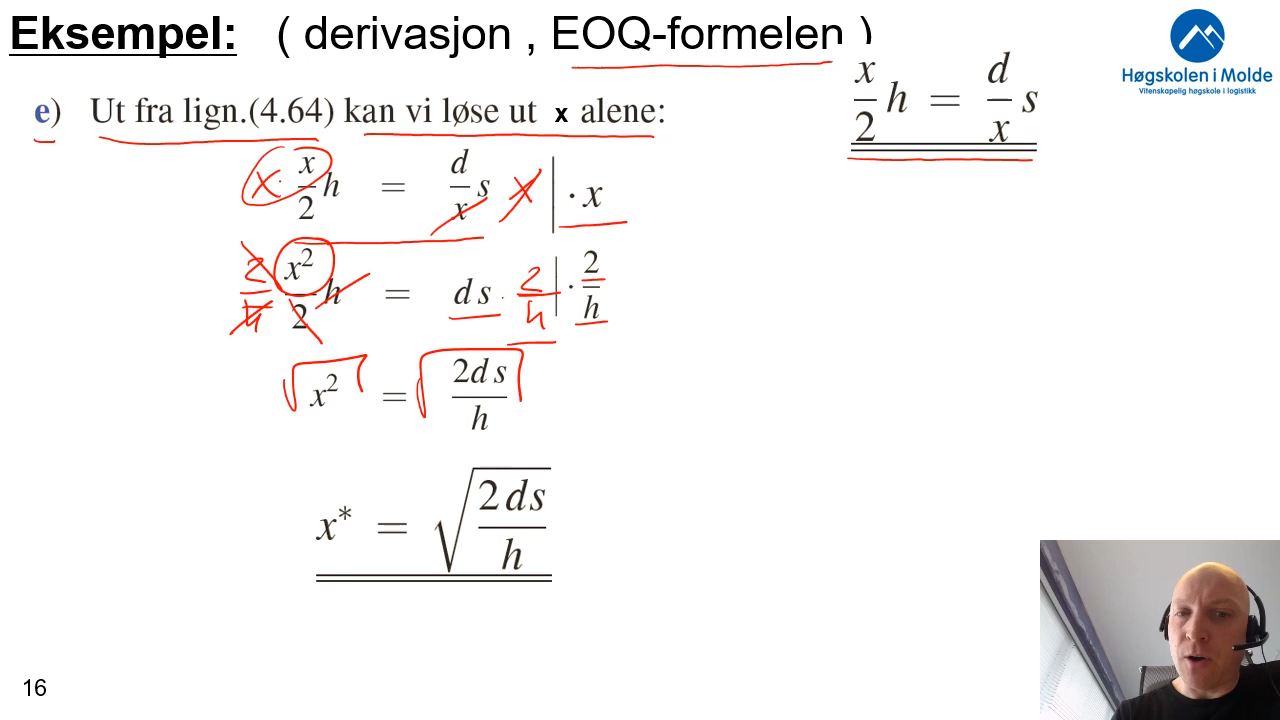 Eksempel: ( derivasjon , EOQ-formelen )
Høgskolen i Molde
Vitenskapelig høgskole i logistikk
x/2 h = d/x s
e) Ut fra lign.(4.64) kan vi løse ut x alene:
x · x/2 h = d/x s x | · x
2/h x²/2 h = ds · 2/h | · 2/h
√x² = √2ds/h
x* = √2ds/h
16